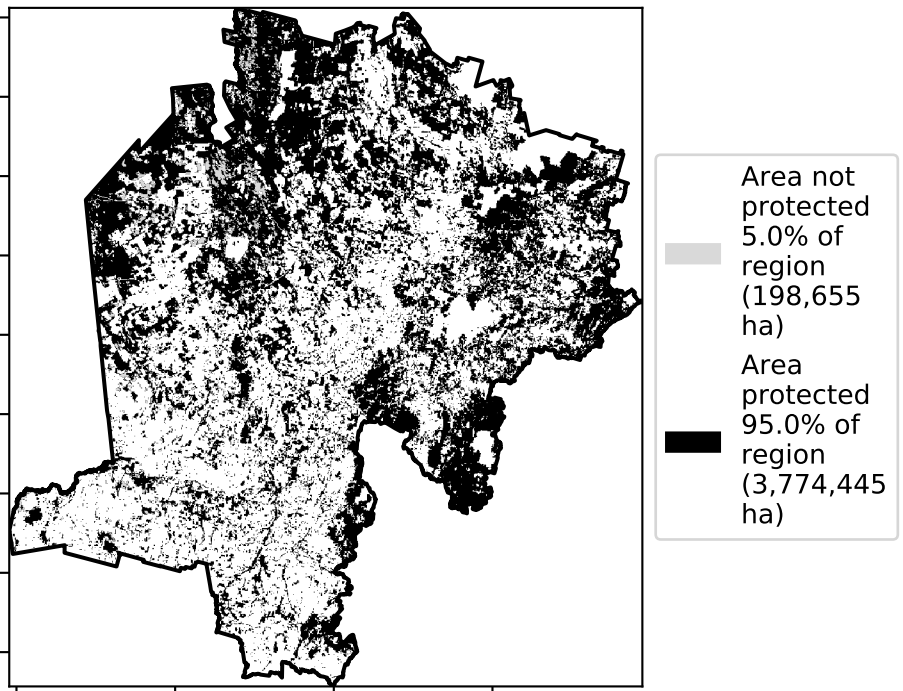 Area not
protected
5.0% of
region
(198,655
ha)
Area
protected
95.0% of
region
(3,774,445
ha)